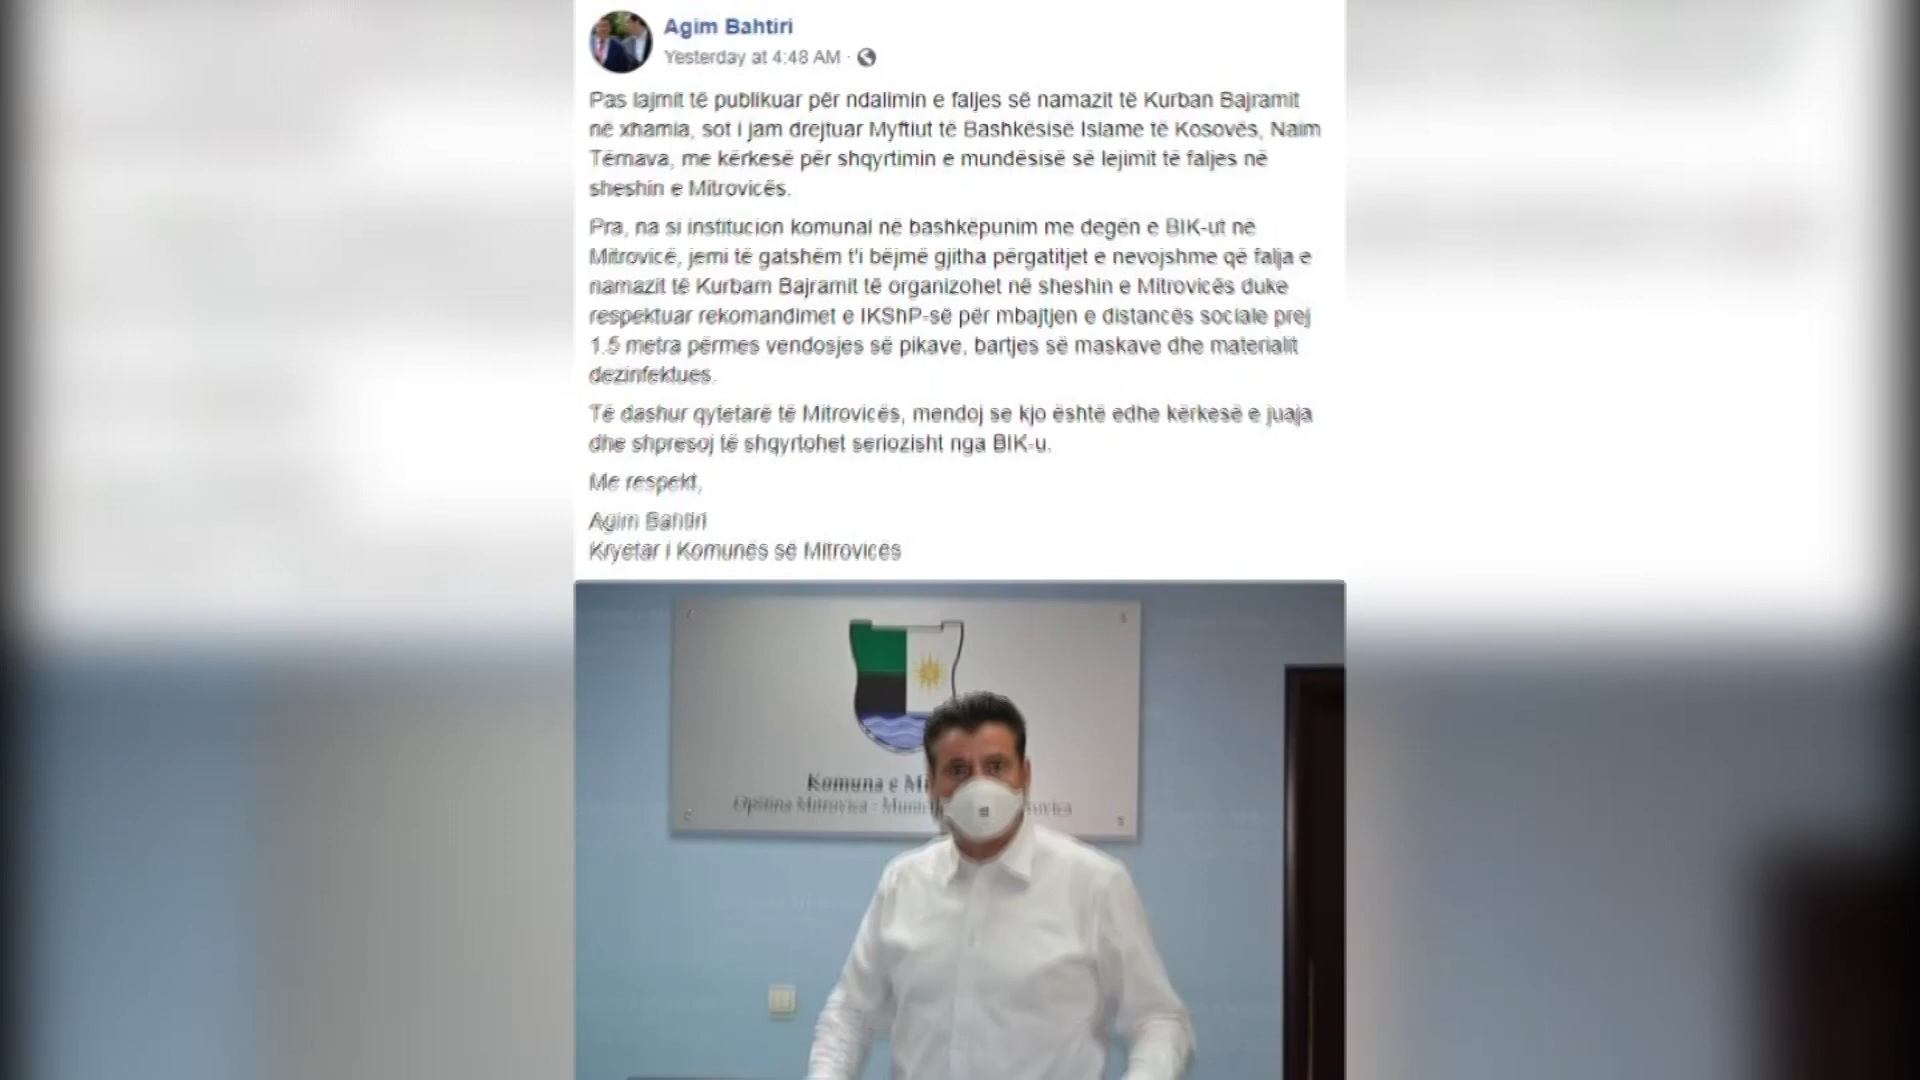 Agim Bahtiri
Yesterday at 4:48 AM ·
Pas lajmit të publikuar për ndalimin e faljes së namazit të Kurban Bajramit
në xhamia, sot i jam drejtuar Myftiut të Bashkësisë Islame të Kosovës, Naim
Tërnava, me kërkesë për shqyrtimin e mundësisë së lejimit të faljes në
sheshin e Mitrovicës.
Pra, na si institucion komunal në bashkëpunim me degën e BIK-ut në
Mitrovicë, jemi të gatshëm t'i bëjmë gjitha përgatitjet e nevojshme që falja e
namazit të Kurbam Bajramit të organizohet në sheshin e Mitrovicës duke
respektuar rekomandimet e IKShP-së për mbajtjen e distancës sociale prej
1.5 metra përmes vendosjes së pikave, bartjes së maskave dhe materialit
dezinfektues.
Të dashur qytetarë të Mitrovicës, mendoj se kjo është edhe kërkesë e juaja
dhe shpresoj të shqyrtohet seriozisht nga BIK-u.
Me respekt,
Agim Bahtiri
Kryetar i Komunës së Mitrovicës
Komuna e Mi
Opština Mitrovica - Munici